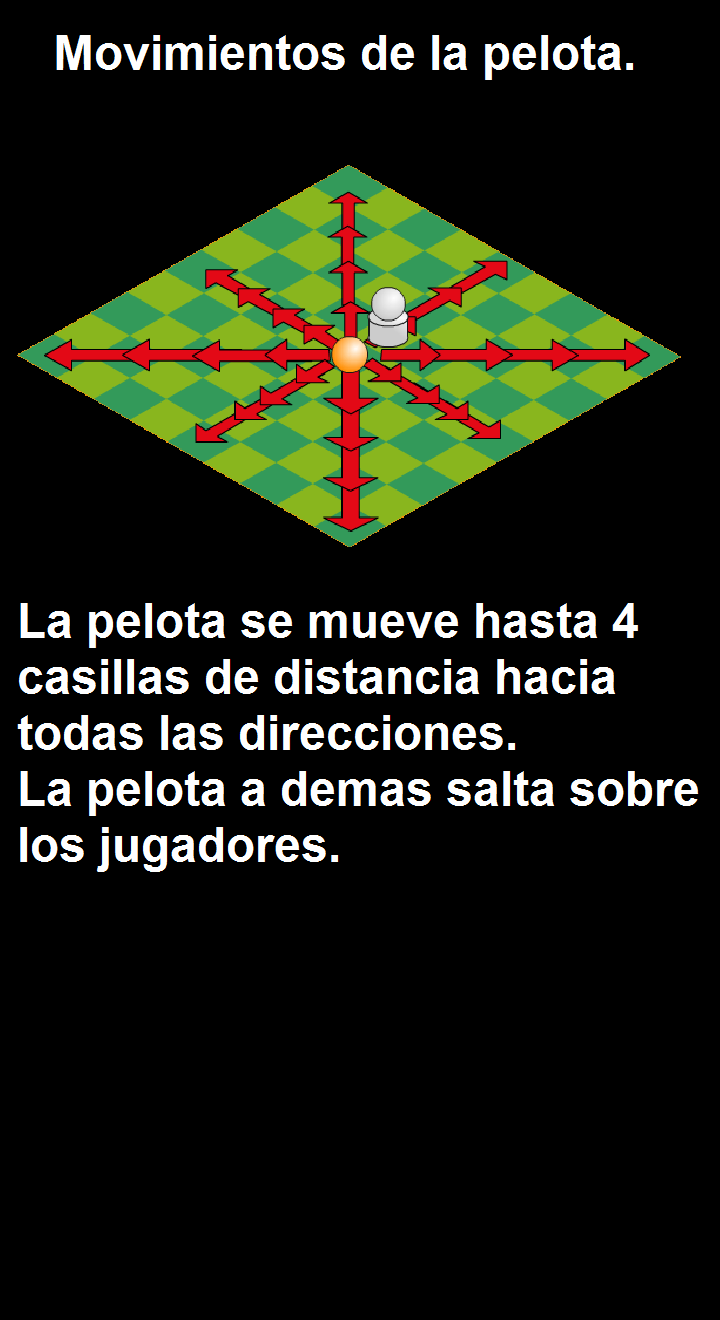 Movimientos de la pelota.
La pelota se mueve hasta 4
casillas de distancia hacia
todas las direcciones.
La pelota a demas salta sobre
los jugadores.